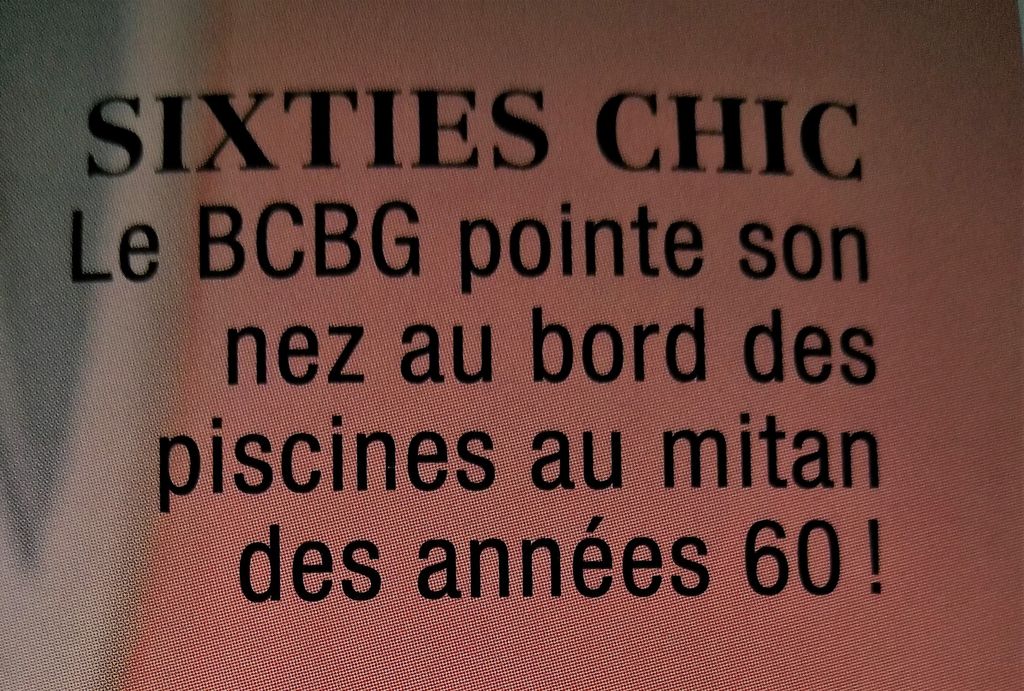 SIXTIES CHIC
Le BCBG pointe son
nez au bord des
piscines au mitan
des années 60 !